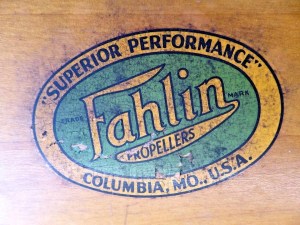 "SUPERIOR PERFORMANCE"
TRADE MARK
Fahlin
PROPELLERS
COLUMBIA, MO., U.S.A.